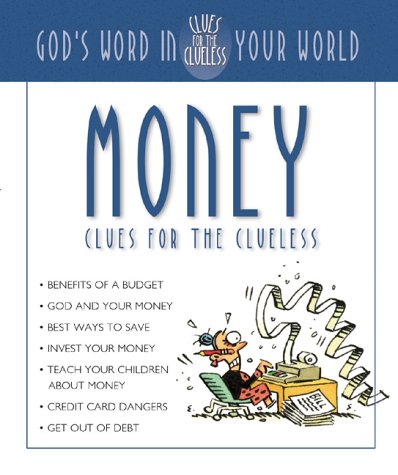 GOD'S WORD IN CLUES FOR THE CLUELESS YOUR WORLD
MONEY
CLUES FOR THE CLUELESS
• BENEFITS OF A BUDGET
• GOD AND YOUR MONEY
• BEST WAYS TO SAVE
• INVEST YOUR MONEY
• TEACH YOUR CHILDREN
ABOUT MONEY
• CREDIT CARD DANGERS
• GET OUT OF DEBT
BILL